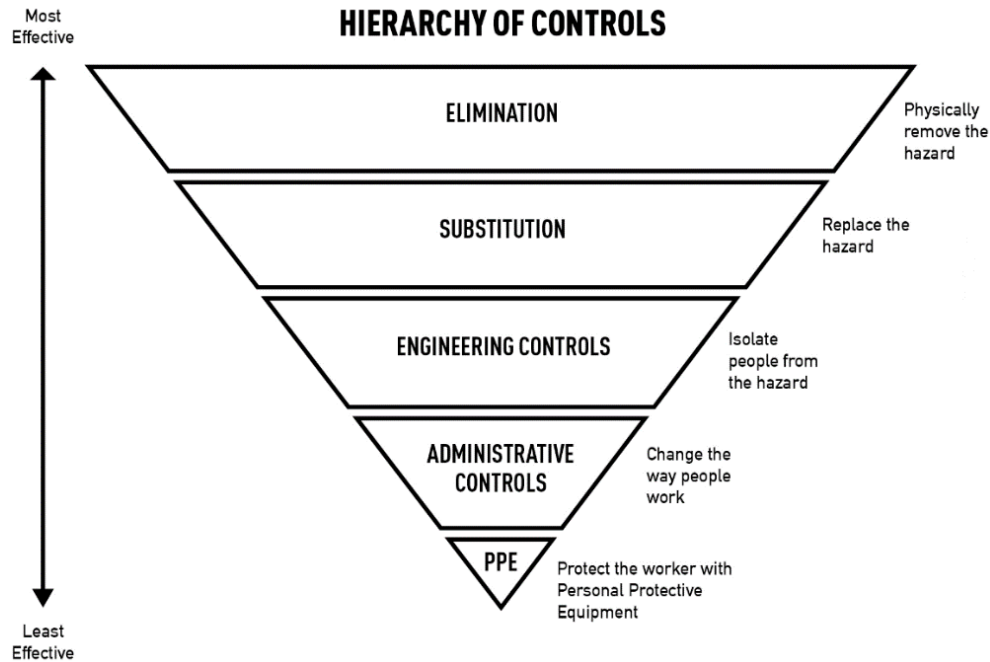 Most
Effective
HIERARCHY OF CONTROLS
ELIMINATION
Physically
remove the
hazard
SUBSTITUTION
Replace the
hazard
ENGINEERING CONTROLS
Isolate
people from
the hazard
ADMINISTRATIVE
CONTROLS
Change the
way people
work
PPE
Protect the worker with
Personal Protective
Equipment
Least
Effective